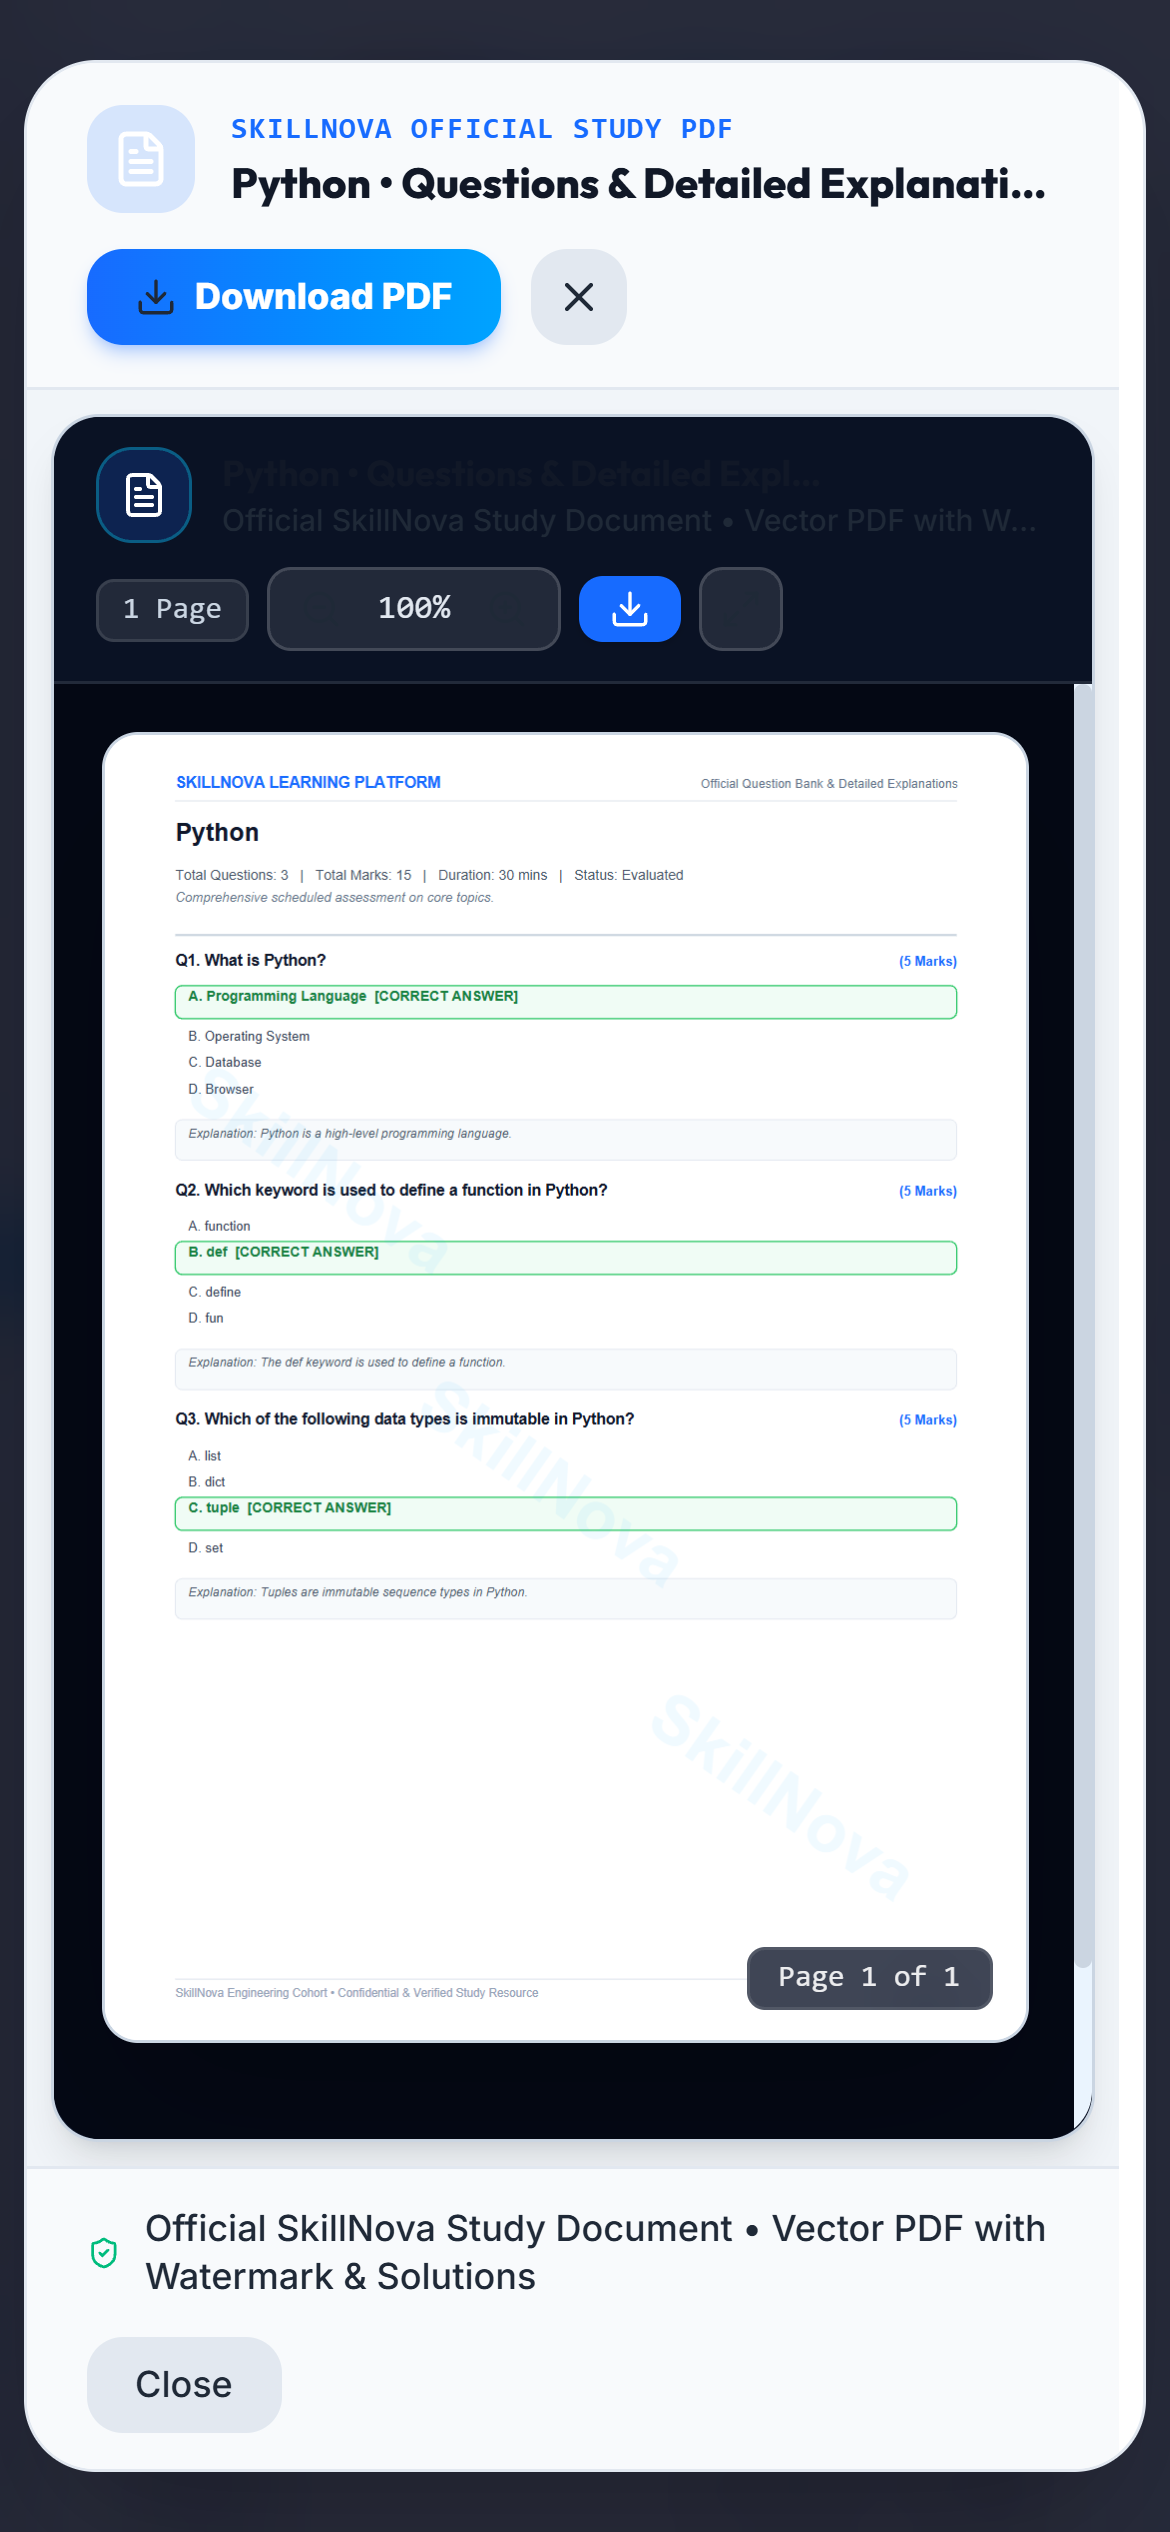 SKILLNOVA OFFICIAL STUDY PDF
Python • Questions & Detailed Explanati...
Download PDF
Python • Questions & Detailed Expl...
Official SkillNova Study Document • Vector PDF with W...
1 Page
100%
SKILLNOVA LEARNING PLATFORM
Official Question Bank & Detailed Explanations
Python
Total Questions: 3 | Total Marks: 15 | Duration: 30 mins | Status: Evaluated
Comprehensive scheduled assessment on core topics.
Q1. What is Python?
(5 Marks)
A. Programming Language [CORRECT ANSWER]
B. Operating System
C. Database
D. Browser
Explanation: Python is a high-level programming language.
SkillNova
Q2. Which keyword is used to define a function in Python?
(5 Marks)
A. function
B. def [CORRECT ANSWER]
C. define
D. fun
Explanation: The def keyword is used to define a function.
SkillNova
Q3. Which of the following data types is immutable in Python?
(5 Marks)
A. list
B. dict
C. tuple [CORRECT ANSWER]
D. set
Explanation: Tuples are immutable sequence types in Python.
SkillNova
SkillNova Engineering Cohort • Confidential & Verified Study Resource
Page 1 of 1
Official SkillNova Study Document • Vector PDF with
Watermark & Solutions
Close